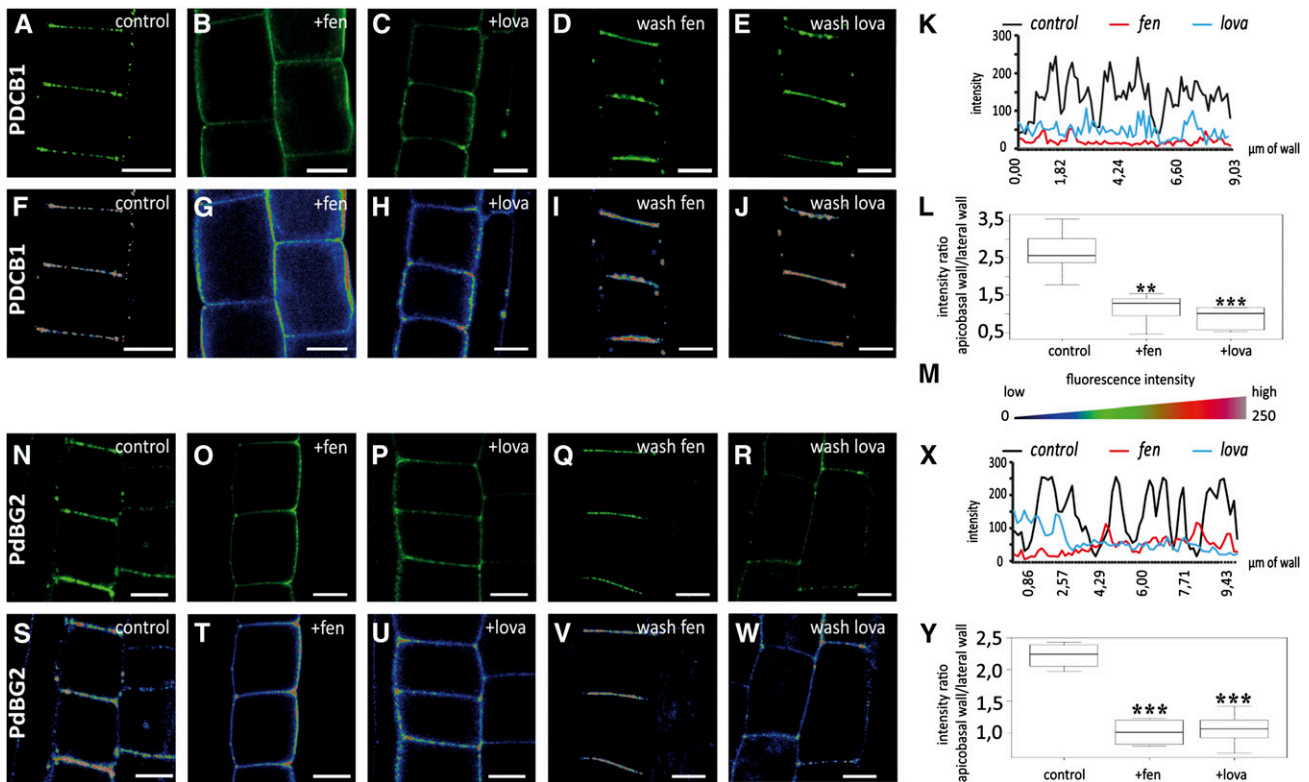 A control
B +fen
C +lova
D wash fen
E wash lova
PDCB1
K control fen lova
intensity
300
200
100
0
0,00 1,82 4,24 6,60 9,03
µm of wall
F control
G +fen
H +lova
I wash fen
J wash lova
PDCB1
L
intensity ratio
apicobasal wall/lateral wall
3,5
2,5
1,5
0,5
** ***
control +fen +lova
M
fluorescence intensity
low high
0 250
N control
O +fen
P +lova
Q wash fen
R wash lova
PdBG2
X control fen lova
intensity
300
200
100
0
0,86 2,57 4,29 6,00 7,71 9,43
µm of wall
S control
T +fen
U +lova
V wash fen
W wash lova
PdBG2
Y
intensity ratio
apicobasal wall/lateral wall
2,5
2,0
1,5
1,0
*** ***
control +fen +lova